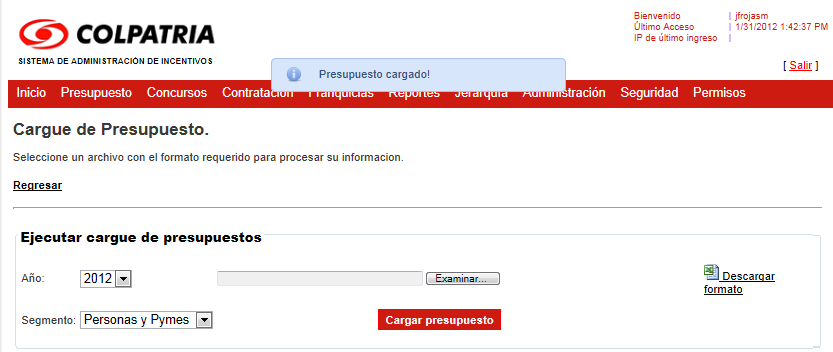 COLPATRIA
SISTEMA DE ADMINISTRACIÓN DE INCENTIVOS
Bienvenido | jfrojasm
Último Acceso | 1/31/2012 1:42:37 PM
IP de último ingreso |
[ Salir ]
Presupuesto cargado!
Inicio Presupuesto Concursos Contratación Franquicias Reportes Jerarquía Administración Seguridad Permisos
Cargue de Presupuesto.
Seleccione un archivo con el formato requerido para procesar su informacion.
Regresar
Ejecutar cargue de presupuestos
Año: 2012 Examinar... Descargar
formato
Segmento: Personas y Pymes Cargar presupuesto